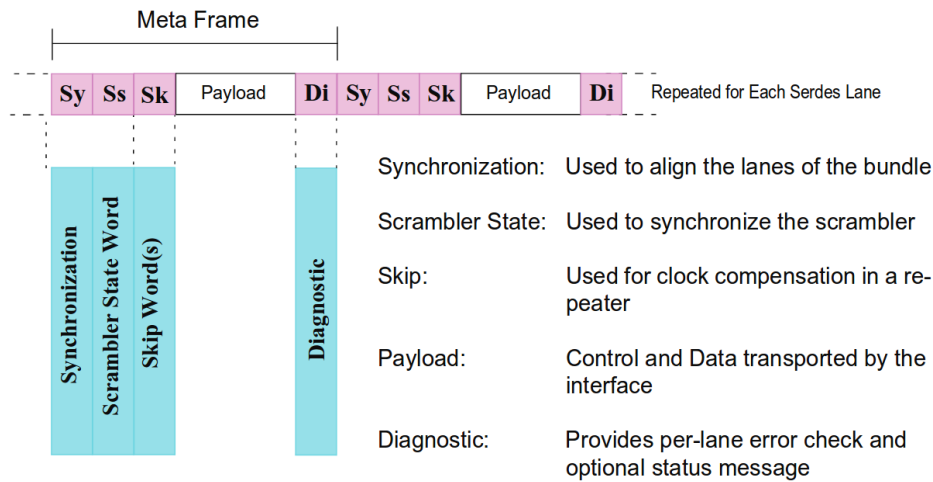 Meta Frame
Sy Ss Sk Payload Di Sy Ss Sk Payload Di Repeated for Each Serdes Lane
Synchronization
Scrambler State Word
Skip Word(s)
Diagnostic
Synchronization: Used to align the lanes of the bundle
Scrambler State: Used to synchronize the scrambler
Skip: Used for clock compensation in a re-
peater
Payload: Control and Data transported by the
interface
Diagnostic: Provides per-lane error check and
optional status message